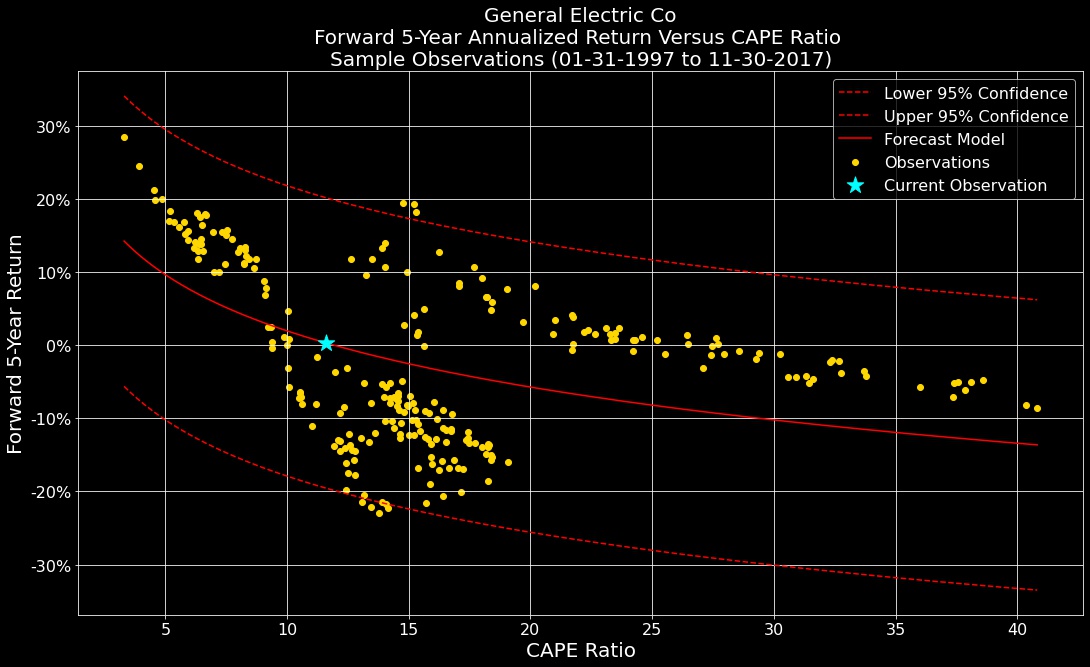 General Electric Co
Forward 5-Year Annualized Return Versus CAPE Ratio
Sample Observations (01-31-1997 to 11-30-2017)
Lower 95% Confidence
Upper 95% Confidence
Forecast Model
Observations
Current Observation
Forward 5-Year Return
30%
20%
10%
0%
-10%
-20%
-30%
5 10 15 20 25 30 35 40
CAPE Ratio